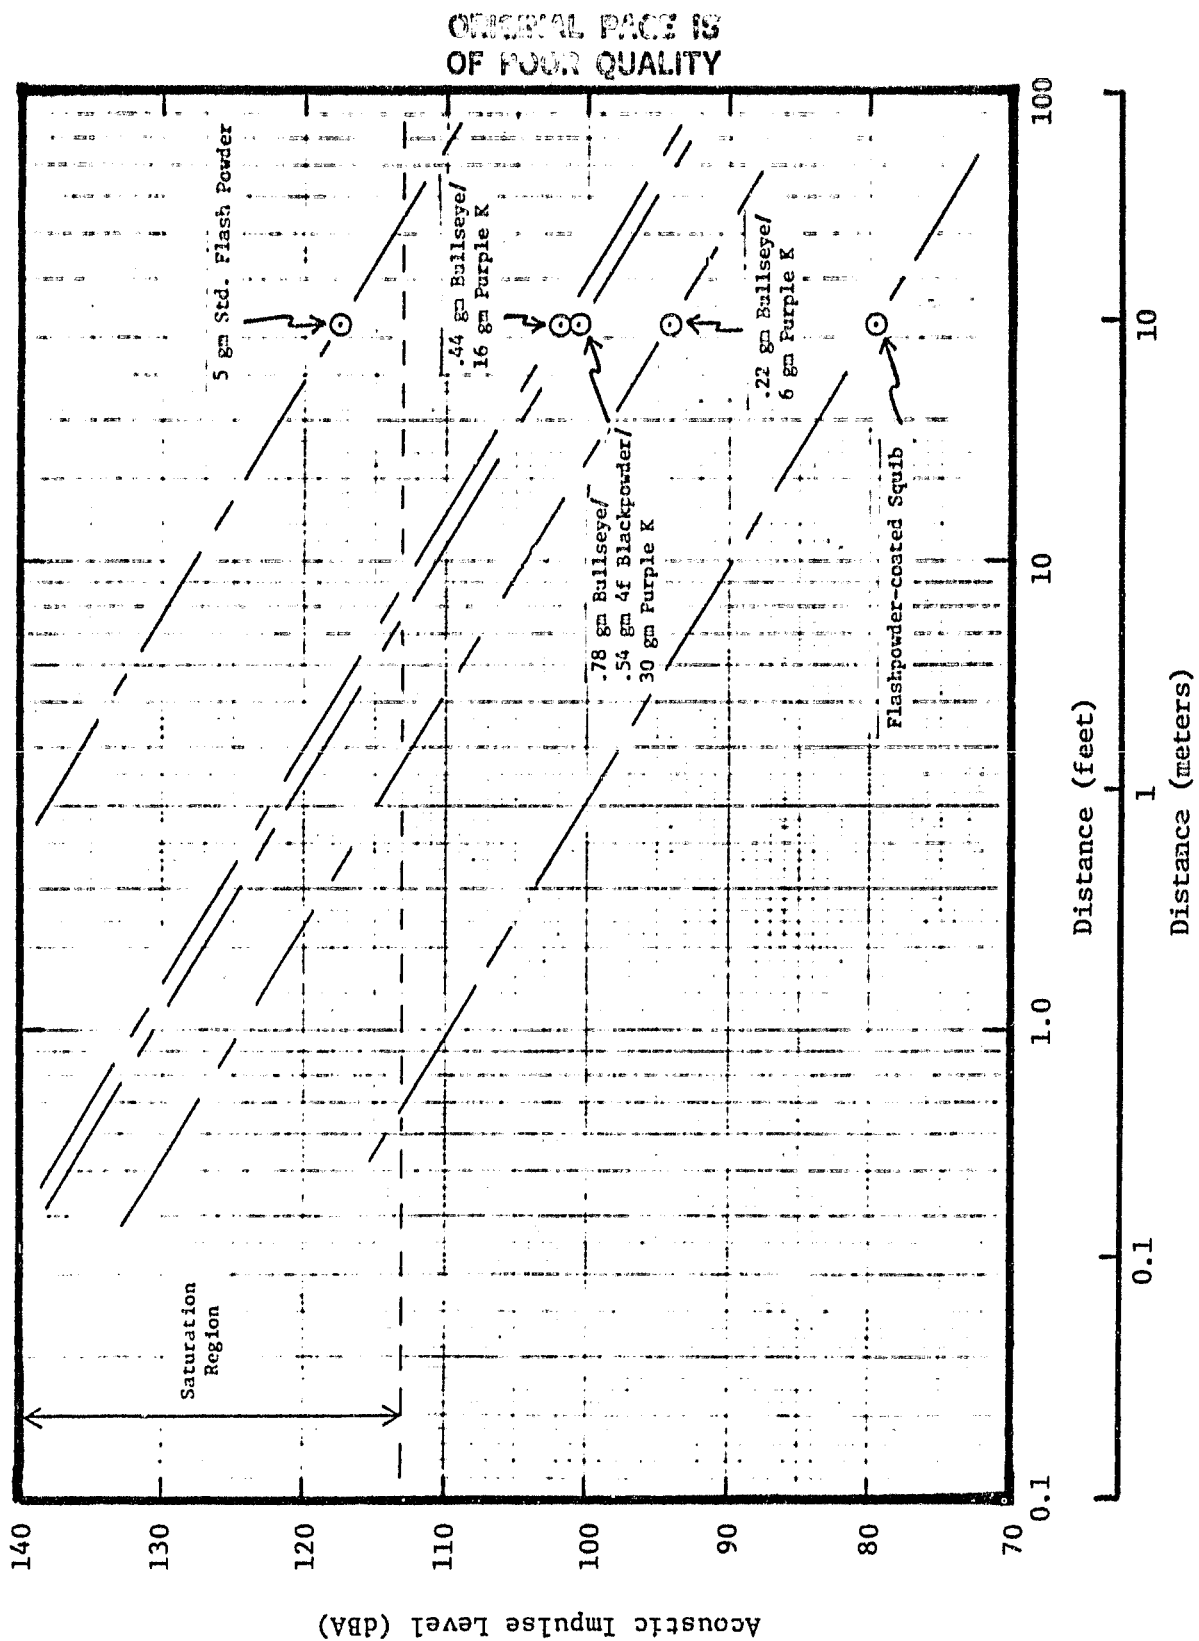 ORIGINAL PAGE IS
OF POOR QUALITY
Acoustic Impulse Level (dBA)
140
130
120
110
100
90
80
70
Saturation
Region
5 gm Std. Flash Powder
.44 gm Bullseye/
16 gm Purple K
.78 gm Bullseye/
.54 gm 4f Blackpowder/
30 gm Purple K
.22 gm Bullseye/
6 gm Purple K
Flashpowder-coated Squib
0.1
1.0
10
100
Distance (feet)
0.1
1
10
Distance (meters)